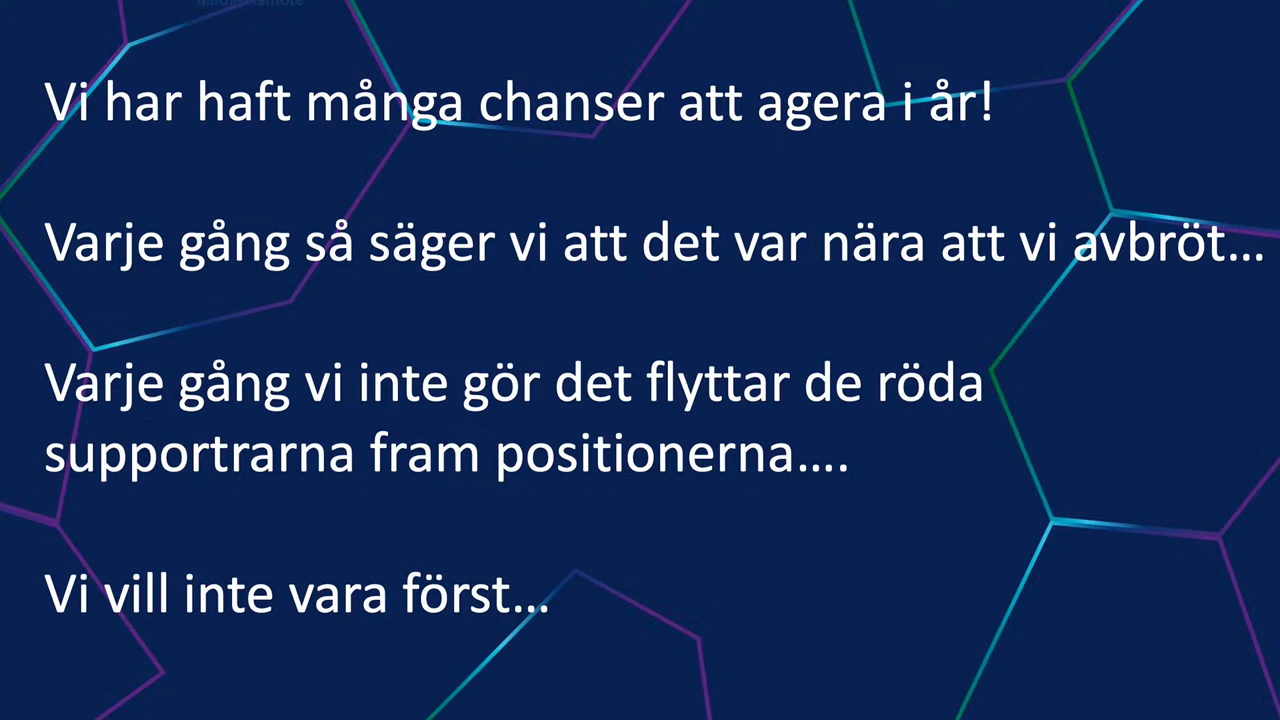 Vi har haft många chanser att agera i år!
Varje gång så säger vi att det var nära att vi avbröt...
Varje gång vi inte gör det flyttar de röda
supportrarna fram positionerna....
Vi vill inte vara först...